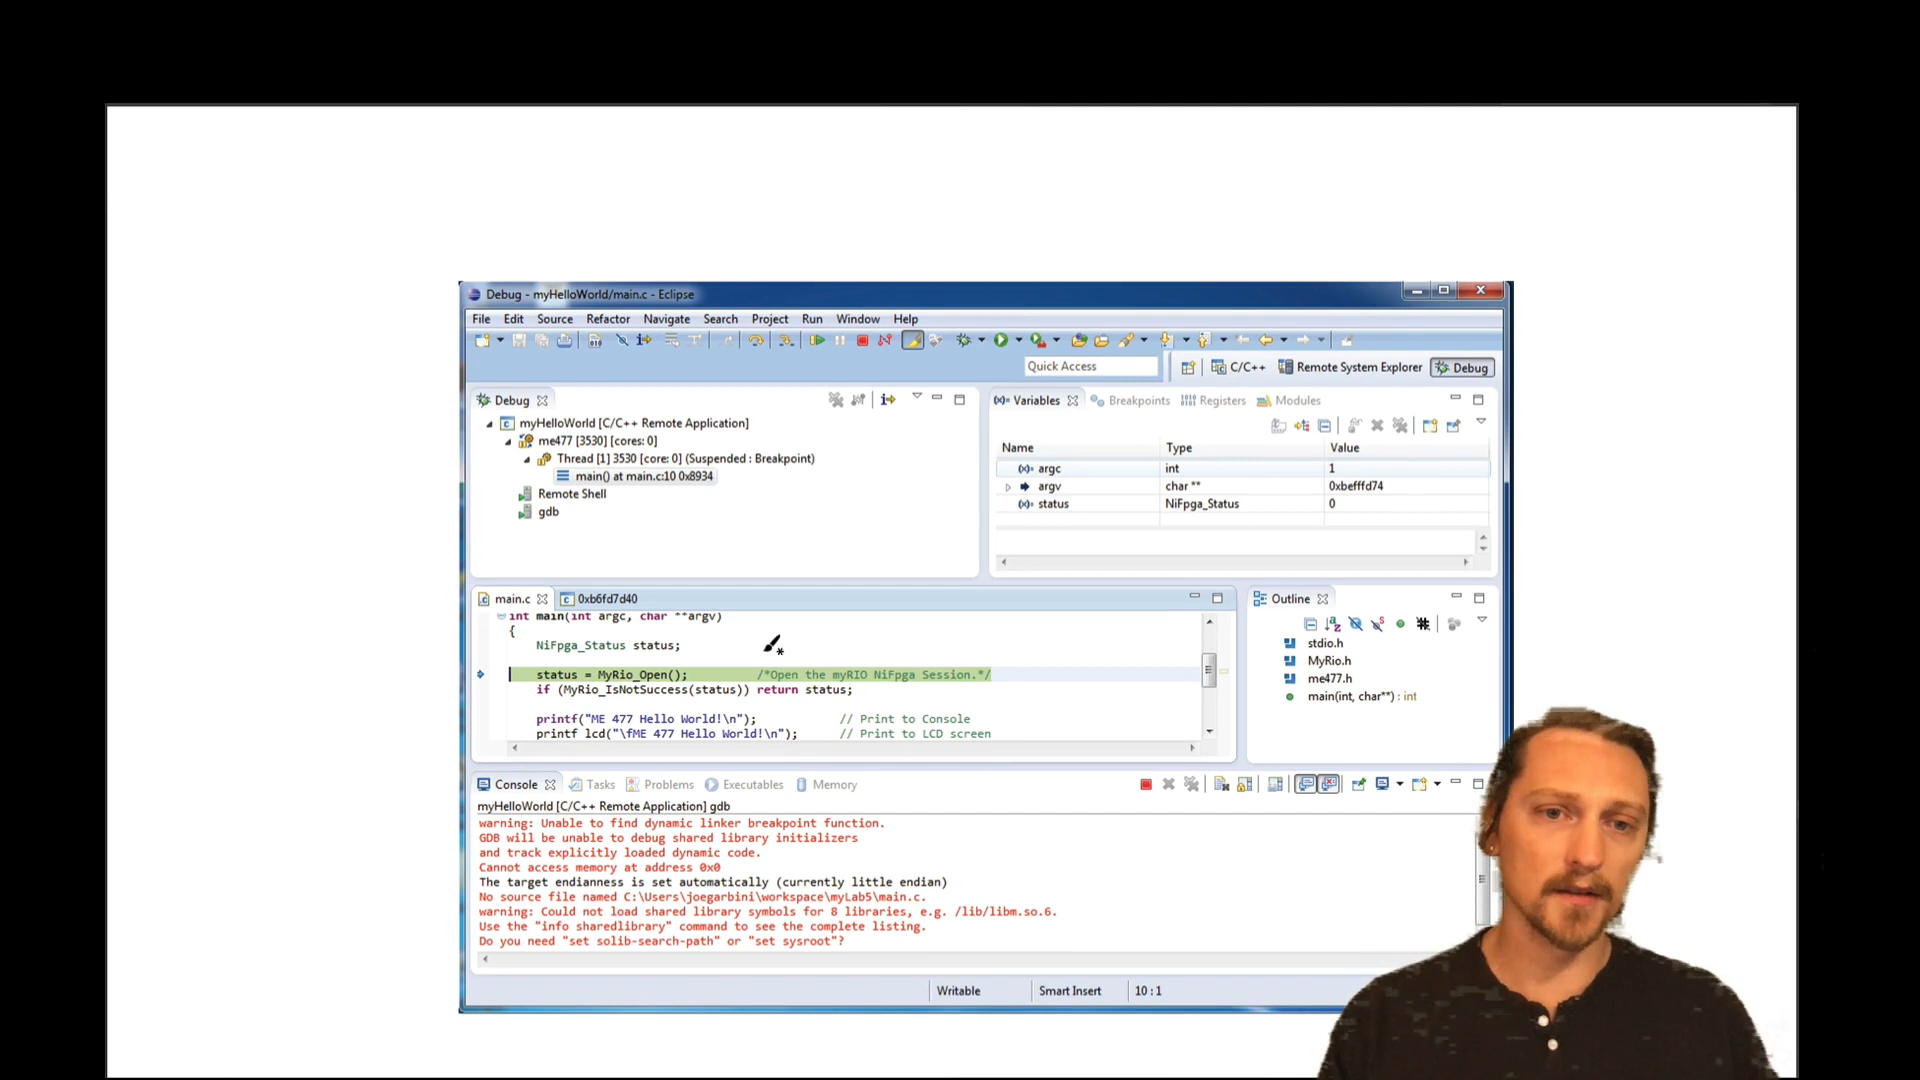 Debug - myHelloWorld/main.c - Eclipse
File Edit Source Refactor Navigate Search Project Run Window Help
Quick Access C/C++ Remote System Explorer Debug
Debug
myHelloWorld [C/C++ Remote Application]
me477 [3530] [cores: 0]
Thread [1] 3530 [core: 0] (Suspended : Breakpoint)
main() at main.c:10 0x8934
Remote Shell
gdb
Variables Breakpoints Registers Modules
Name Type Value
argc int 1
argv char ** 0xbefffd74
status NiFpga_Status 0
main.c 0xb6fd7d40
int main(int argc, char **argv)
{
NiFpga_Status status;
status = MyRio_Open(); /*Open the myRIO NiFpga Session.*/
if (MyRio_IsNotSuccess(status)) return status;
printf("ME 477 Hello World!\n"); // Print to Console
printf lcd("\fME 477 Hello World!\n"); // Print to LCD screen
Outline
stdio.h
MyRio.h
me477.h
main(int, char**) : int
Console Tasks Problems Executables Memory
myHelloWorld [C/C++ Remote Application] gdb
warning: Unable to find dynamic linker breakpoint function.
GDB will be unable to debug shared library initializers
and track explicitly loaded dynamic code.
Cannot access memory at address 0x0
The target endianness is set automatically (currently little endian)
No source file named C:\Users\joegarbini\workspace\myLab5\main.c.
warning: Could not load shared library symbols for 8 libraries, e.g. /lib/libm.so.6.
Use the "info sharedlibrary" command to see the complete listing.
Do you need "set solib-search-path" or "set sysroot"?
Writable Smart Insert 10 : 1